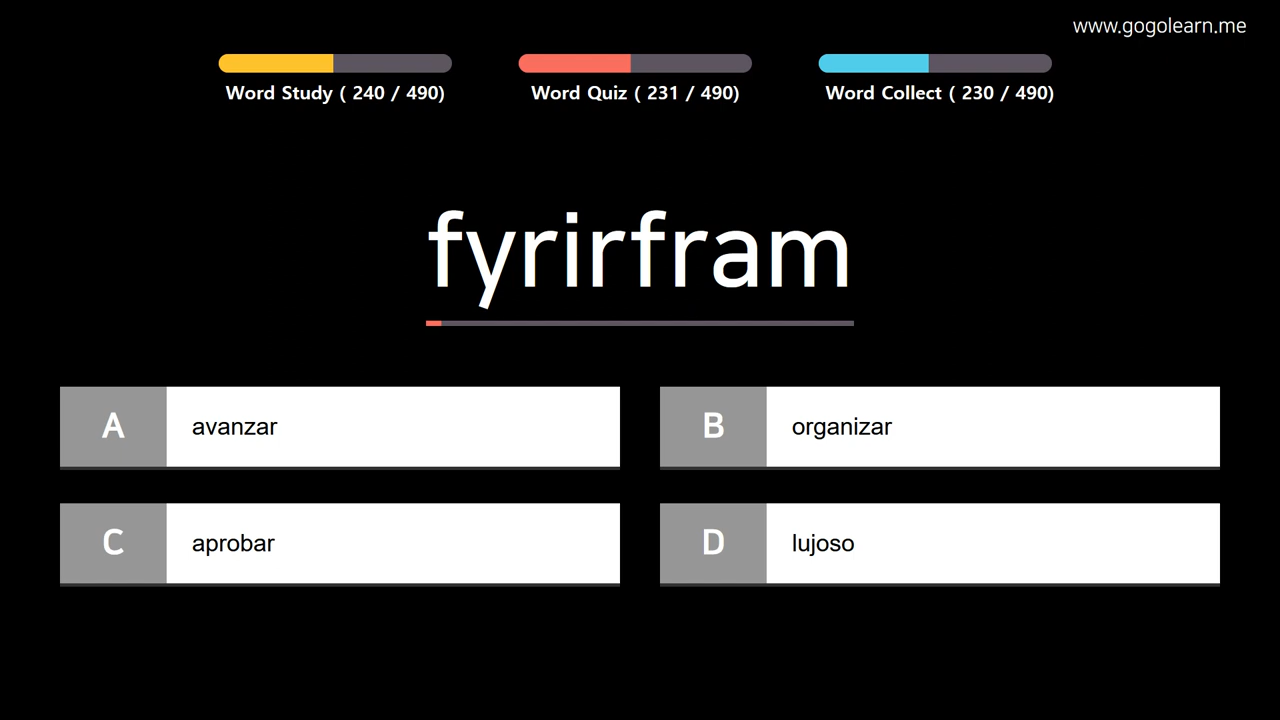 www.gogolearn.me
Word Study ( 240 / 490)
Word Quiz ( 231 / 490)
Word Collect ( 230 / 490)
fyrirfram
A avanzar
B organizar
C aprobar
D lujoso